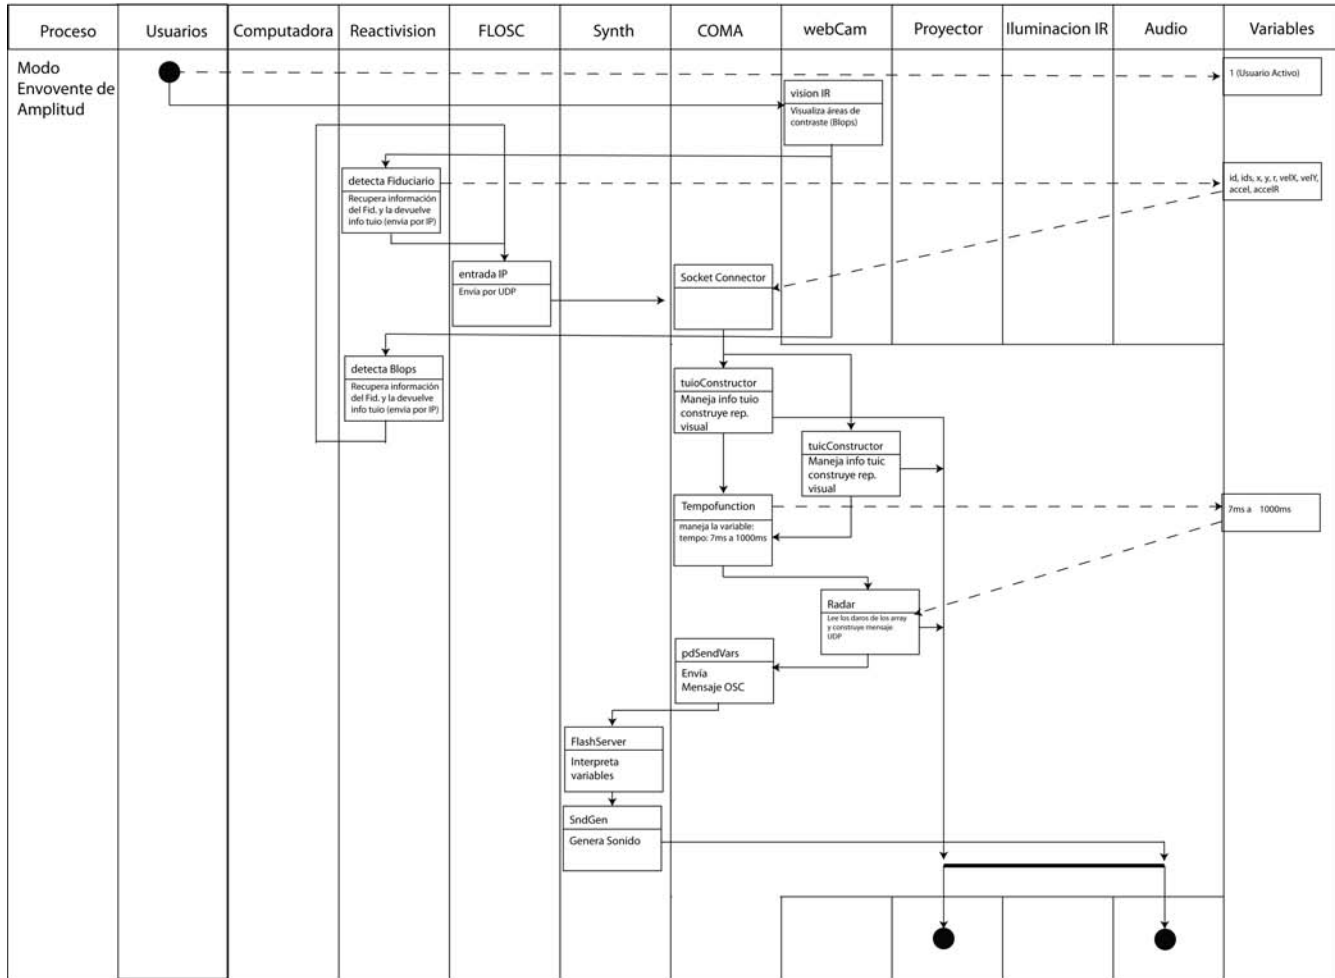 Proceso
Usuarios
Computadora
Reactivision
FLOSC
Synth
COMA
webCam
Proyector
Iluminacion IR
Audio
Variables
Modo
Envovente de
Amplitud
1 (Usuario Activo)
vision IR
Visualiza áreas de
contraste (Blops)
detecta Fiduciario
Recupera información
del Fid. y la devuelve
info tuio (envia por IP)
id, ids, x, y, r, velX, velY,
accel, accelR
entrada IP
Envía por UDP
Socket Connector
detecta Blops
Recupera información
del Fid. y la devuelve
info tuio (envia por IP)
tuioConstructor
Maneja info tuio
construye rep.
visual
tuicConstructor
Maneja info tuic
construye rep.
visual
Tempofunction
maneja la variable:
tempo: 7ms a 1000ms
7ms a 1000ms
Radar
Lee los daros de los array
y construye mensaje
UDP
pdSendVars
Envía
Mensaje OSC
FlashServer
Interpreta
variables
SndGen
Genera Sonido